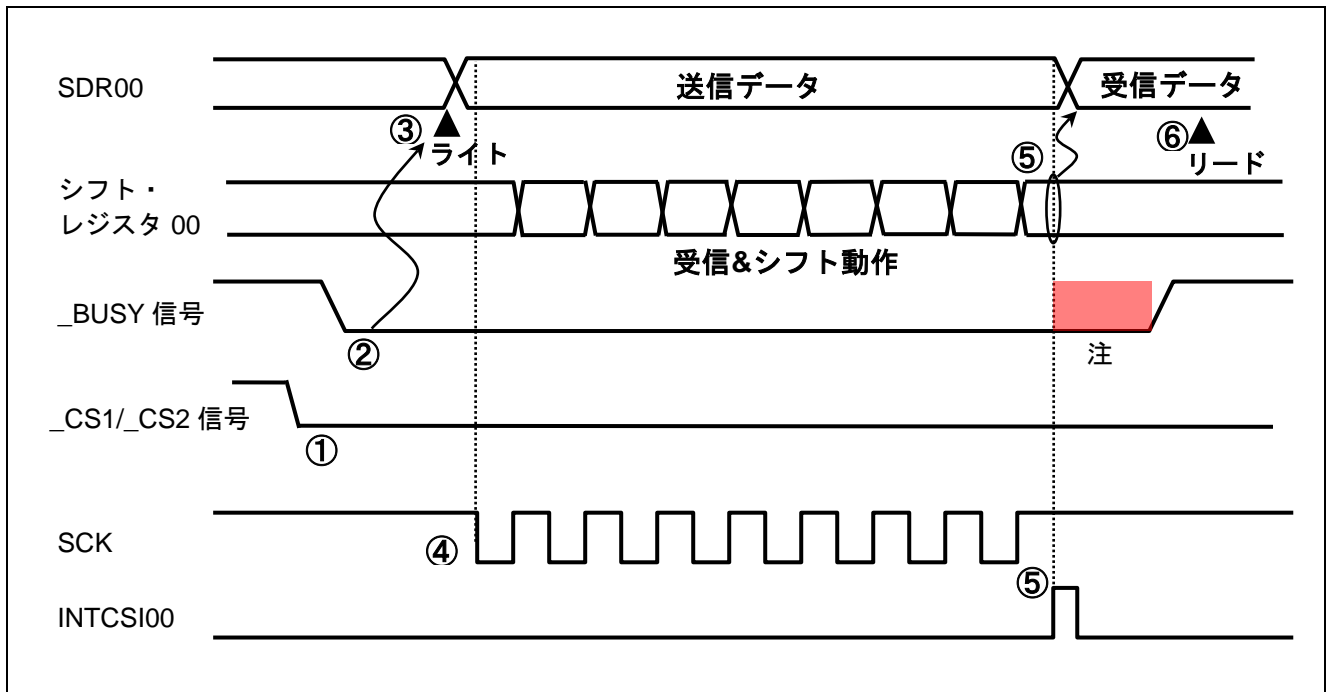 SDR00
送信データ
受信データ
③
ライト
⑤
⑥
リード
シフト・
レジスタ 00
受信&シフト動作
_BUSY 信号
②
注
_CS1/_CS2 信号
①
SCK
④
⑤
INTCSI00